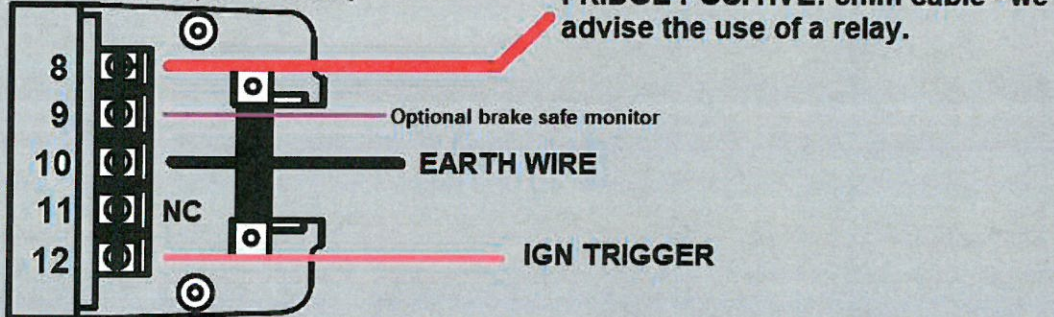 advise the use of a relay.
8
9 Optional brake safe monitor
10 EARTH WIRE
11 NC
12 IGN TRIGGER